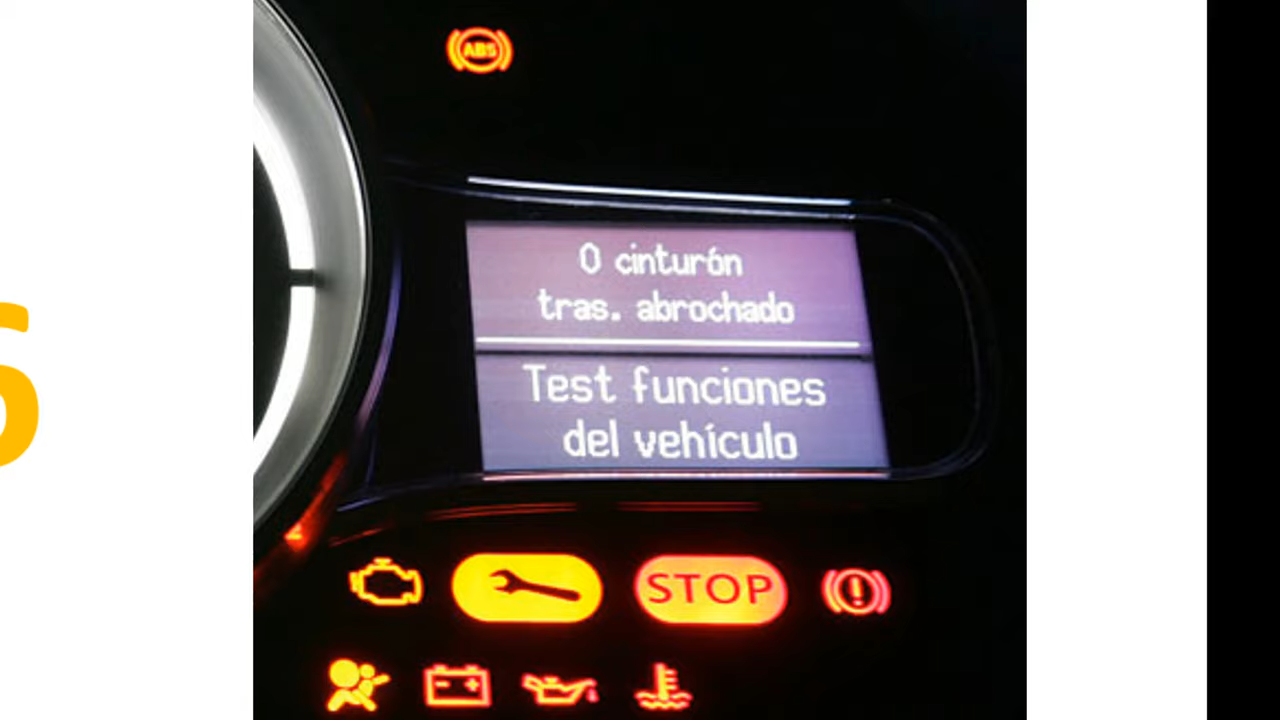 ABS
0 cinturón
tras. abrochado
Test funciones
del vehículo
STOP